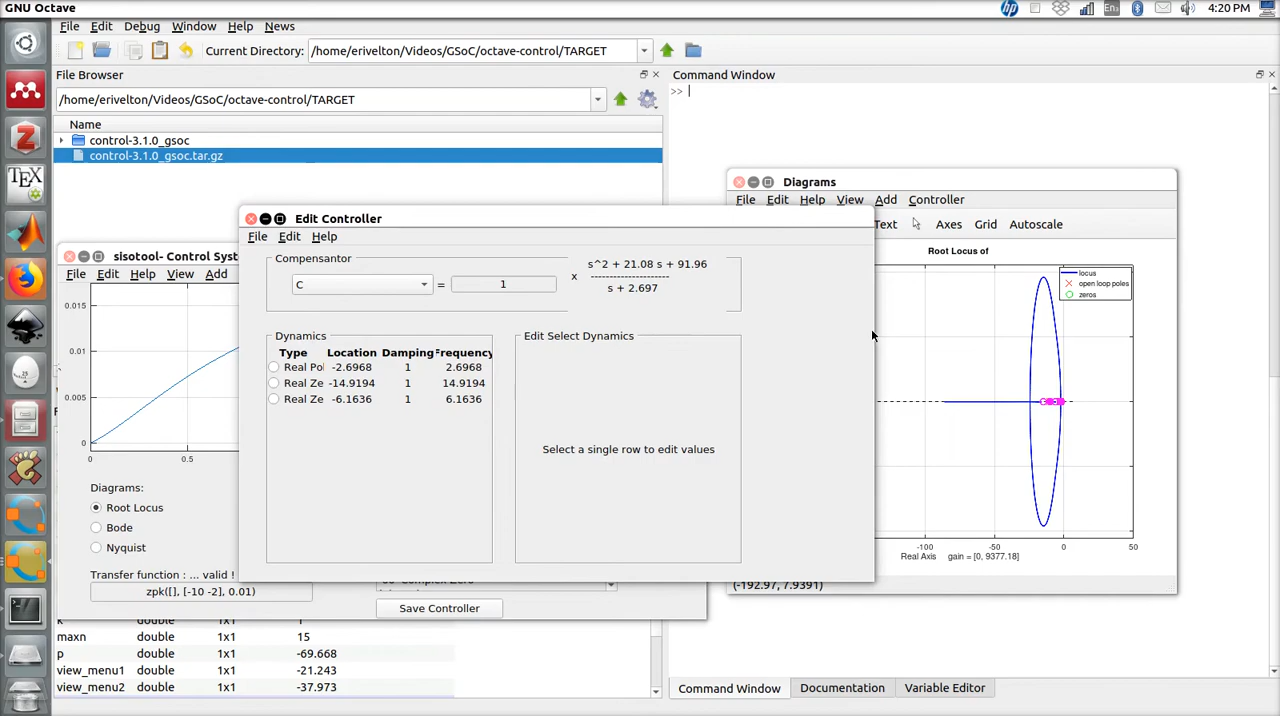 GNU Octave
En₁
4:20 PM
File Edit Debug Window Help News
Current Directory: /home/erivelton/Videos/GSoC/octave-control/TARGET
File Browser
/home/erivelton/Videos/GSoC/octave-control/TARGET
Name
control-3.1.0_gsoc
control-3.1.0_gsoc.tar.gz
Command Window
>>
Diagrams
File Edit Help View Add Controller
Text Axes Grid Autoscale
Root Locus of
locus
open loop poles
zeros
-100 0 50
Real Axis gain = [0, 9377.18]
(-192.97, 7.9391)
Edit Controller
File Edit Help
Compensantor
C = 1 x
s^2 + 21.08 s + 91.96
----------------------
s + 2.697
Dynamics
Type Location Damping Frequency
Real Pol -2.6968 1 2.6968
Real Ze -14.9194 1 14.9194
Real Ze -6.1636 1 6.1636
Edit Select Dynamics
Select a single row to edit values
sisotool- Control Sys
File Edit Help View Add
0.015
0.01
0.005
0
0 0.5
Diagrams:
Root Locus
Bode
Nyquist
Transfer function : ... valid !
zpk([], [-10 -2], 0.01)
Save Controller
maxn double 1x1 15
p double 1x1 -69.668
view_menu1 double 1x1 -21.243
view_menu2 double 1x1 -37.973
Command Window Documentation Variable Editor